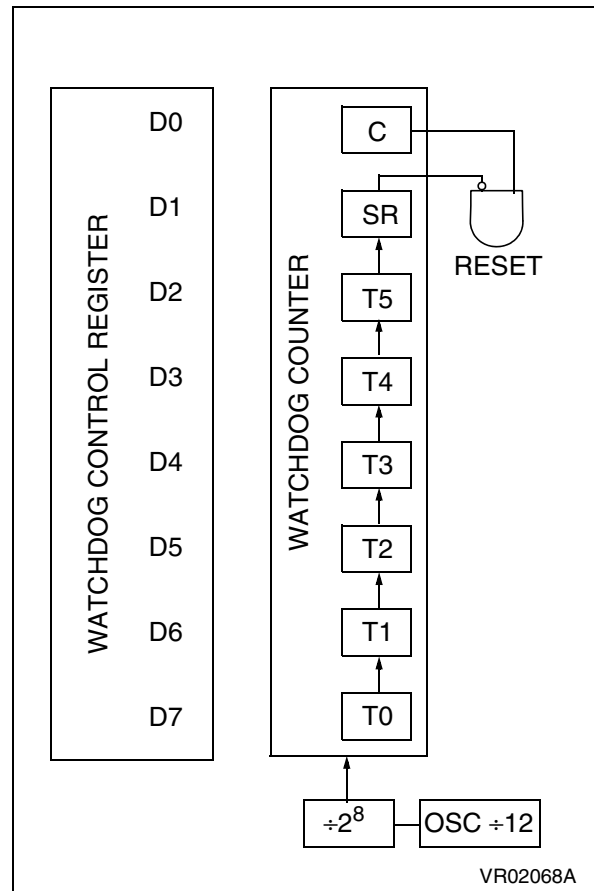 WATCHDOG CONTROL REGISTER
D0
D1
D2
D3
D4
D5
D6
D7
WATCHDOG COUNTER
C
SR
T5
T4
T3
T2
T1
T0
RESET
÷2⁸
OSC ÷12
VR02068A